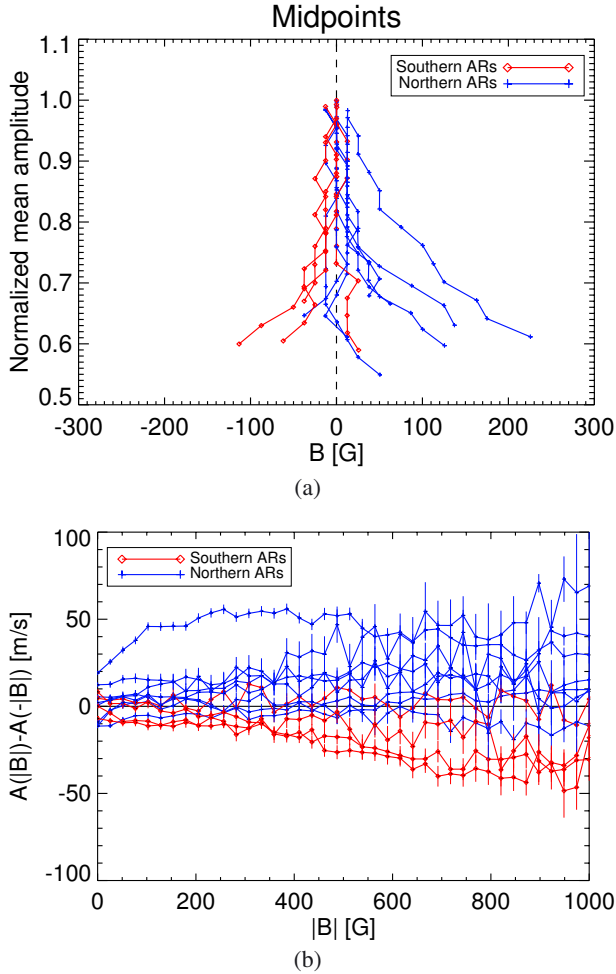 Midpoints
1.1
1.0
0.9
0.8
0.7
0.6
0.5
Normalized mean amplitude
Southern ARs
Northern ARs
-300 -200 -100 0 100 200 300
B [G]
(a)
100
50
0
-50
-100
A(|B|)-A(-|B|) [m/s]
Southern ARs
Northern ARs
0 200 400 600 800 1000
|B| [G]
(b)